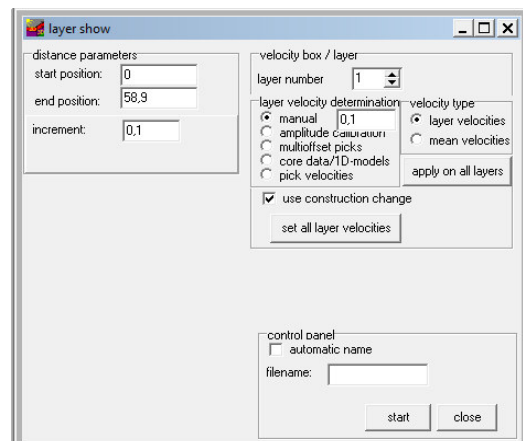 layer show
distance parameters
start position: 0
end position: 58,9
increment: 0,1
velocity box / layer
layer number 1
layer velocity determination
manual 0,1
amplitude calibration
multioffset picks
core data/1D-models
pick velocities
velocity type
layer velocities
mean velocities
apply on all layers
use construction change
set all layer velocities
control panel
automatic name
filename:
start close